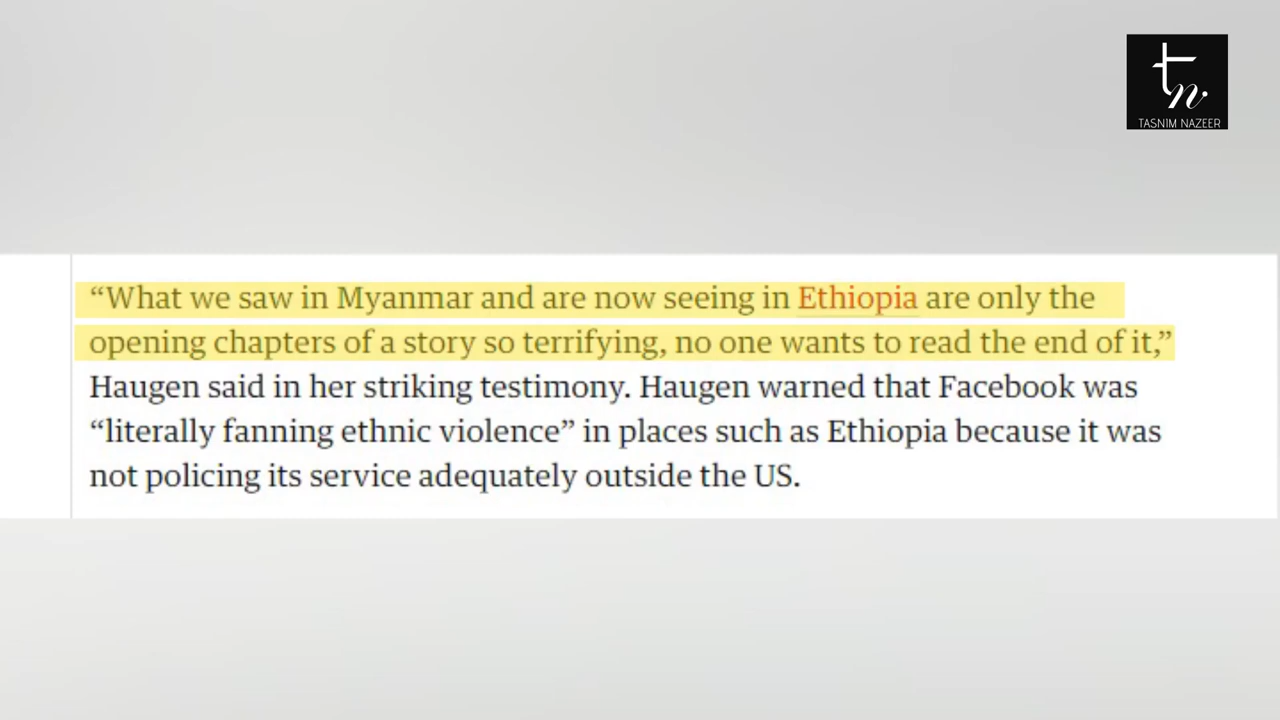 tn
TASNIM NAZEER
“What we saw in Myanmar and are now seeing in Ethiopia are only the
opening chapters of a story so terrifying, no one wants to read the end of it,”
Haugen said in her striking testimony. Haugen warned that Facebook was
“literally fanning ethnic violence” in places such as Ethiopia because it was
not policing its service adequately outside the US.